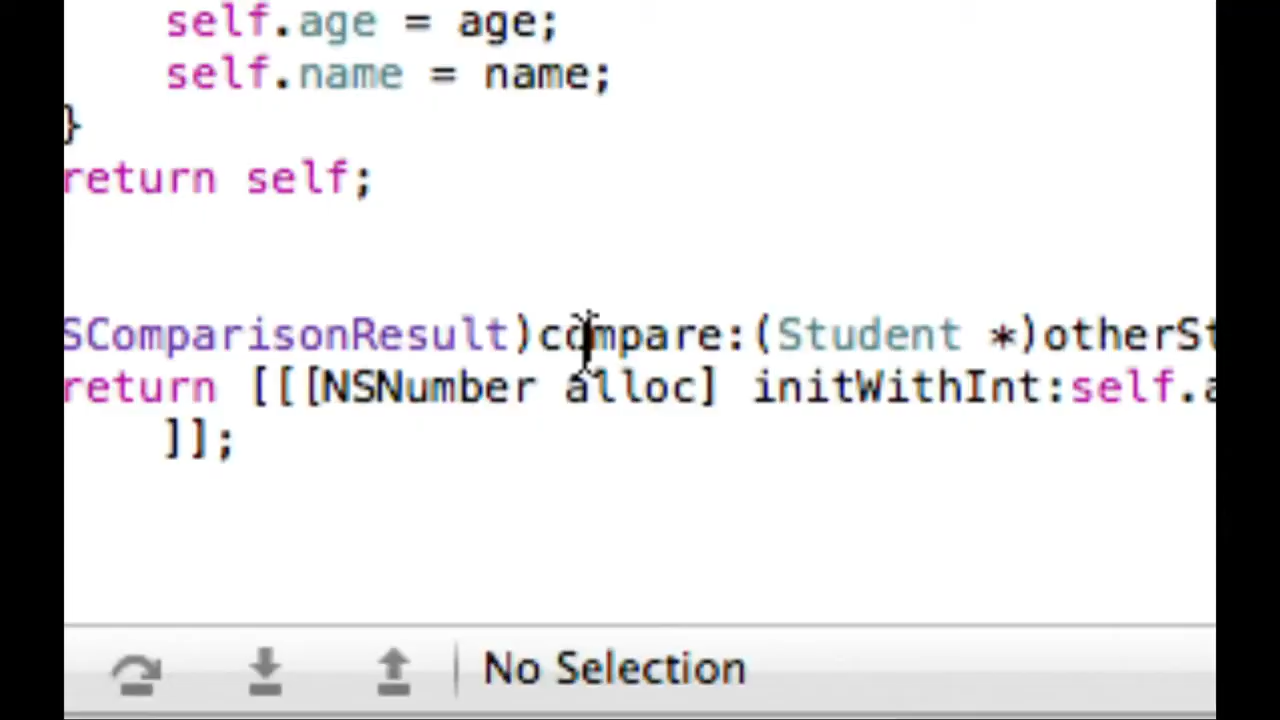 self.age = age;
self.name = name;
}
return self;
SComparisonResult)compare:(Student *)otherSt
return [[[NSNumber alloc] initWithInt:self.a
]];
No Selection